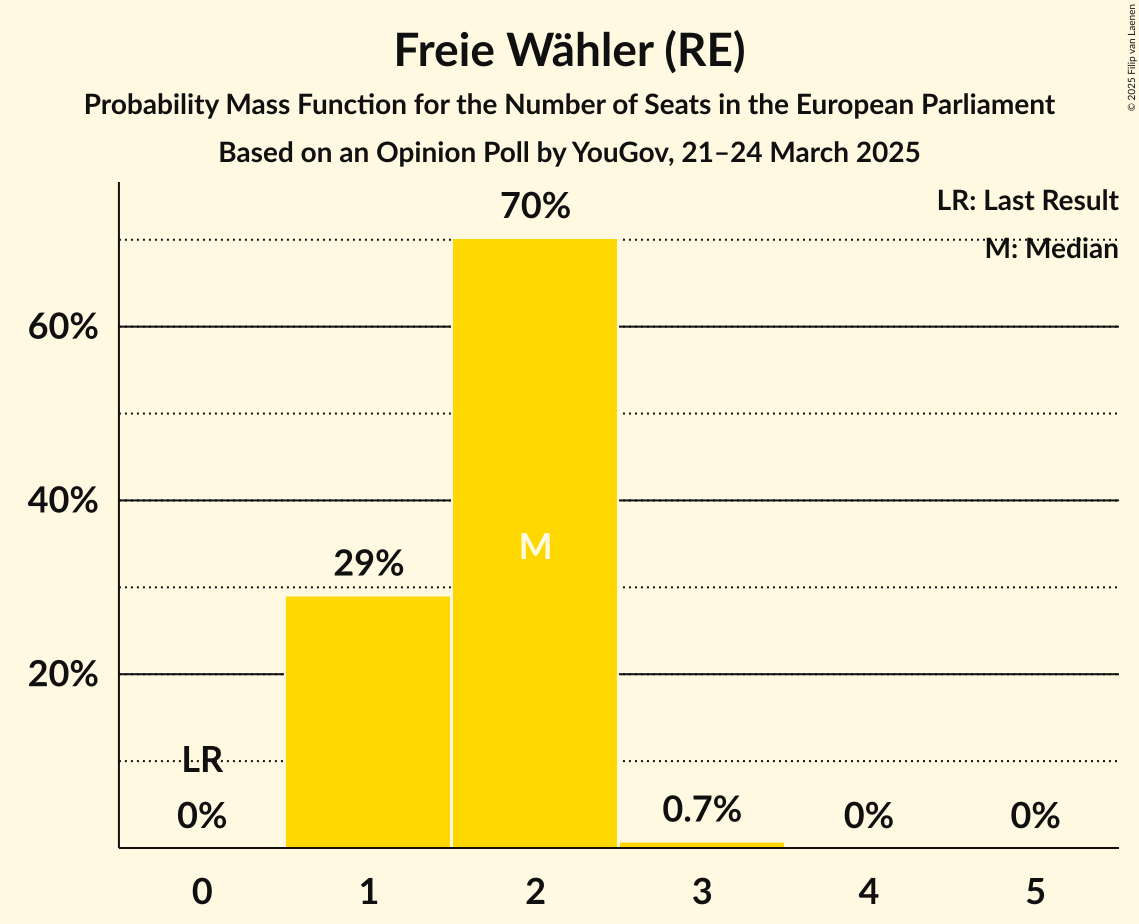 Freie Wähler (RE)
Probability Mass Function for the Number of Seats in the European Parliament
Based on an Opinion Poll by YouGov, 21–24 March 2025
© 2025 Filip van Laenen
LR: Last Result
M: Median
70%
60%
40%
M
29%
20%
LR
0%
0.7%
0%
0%
0 1 2 3 4 5